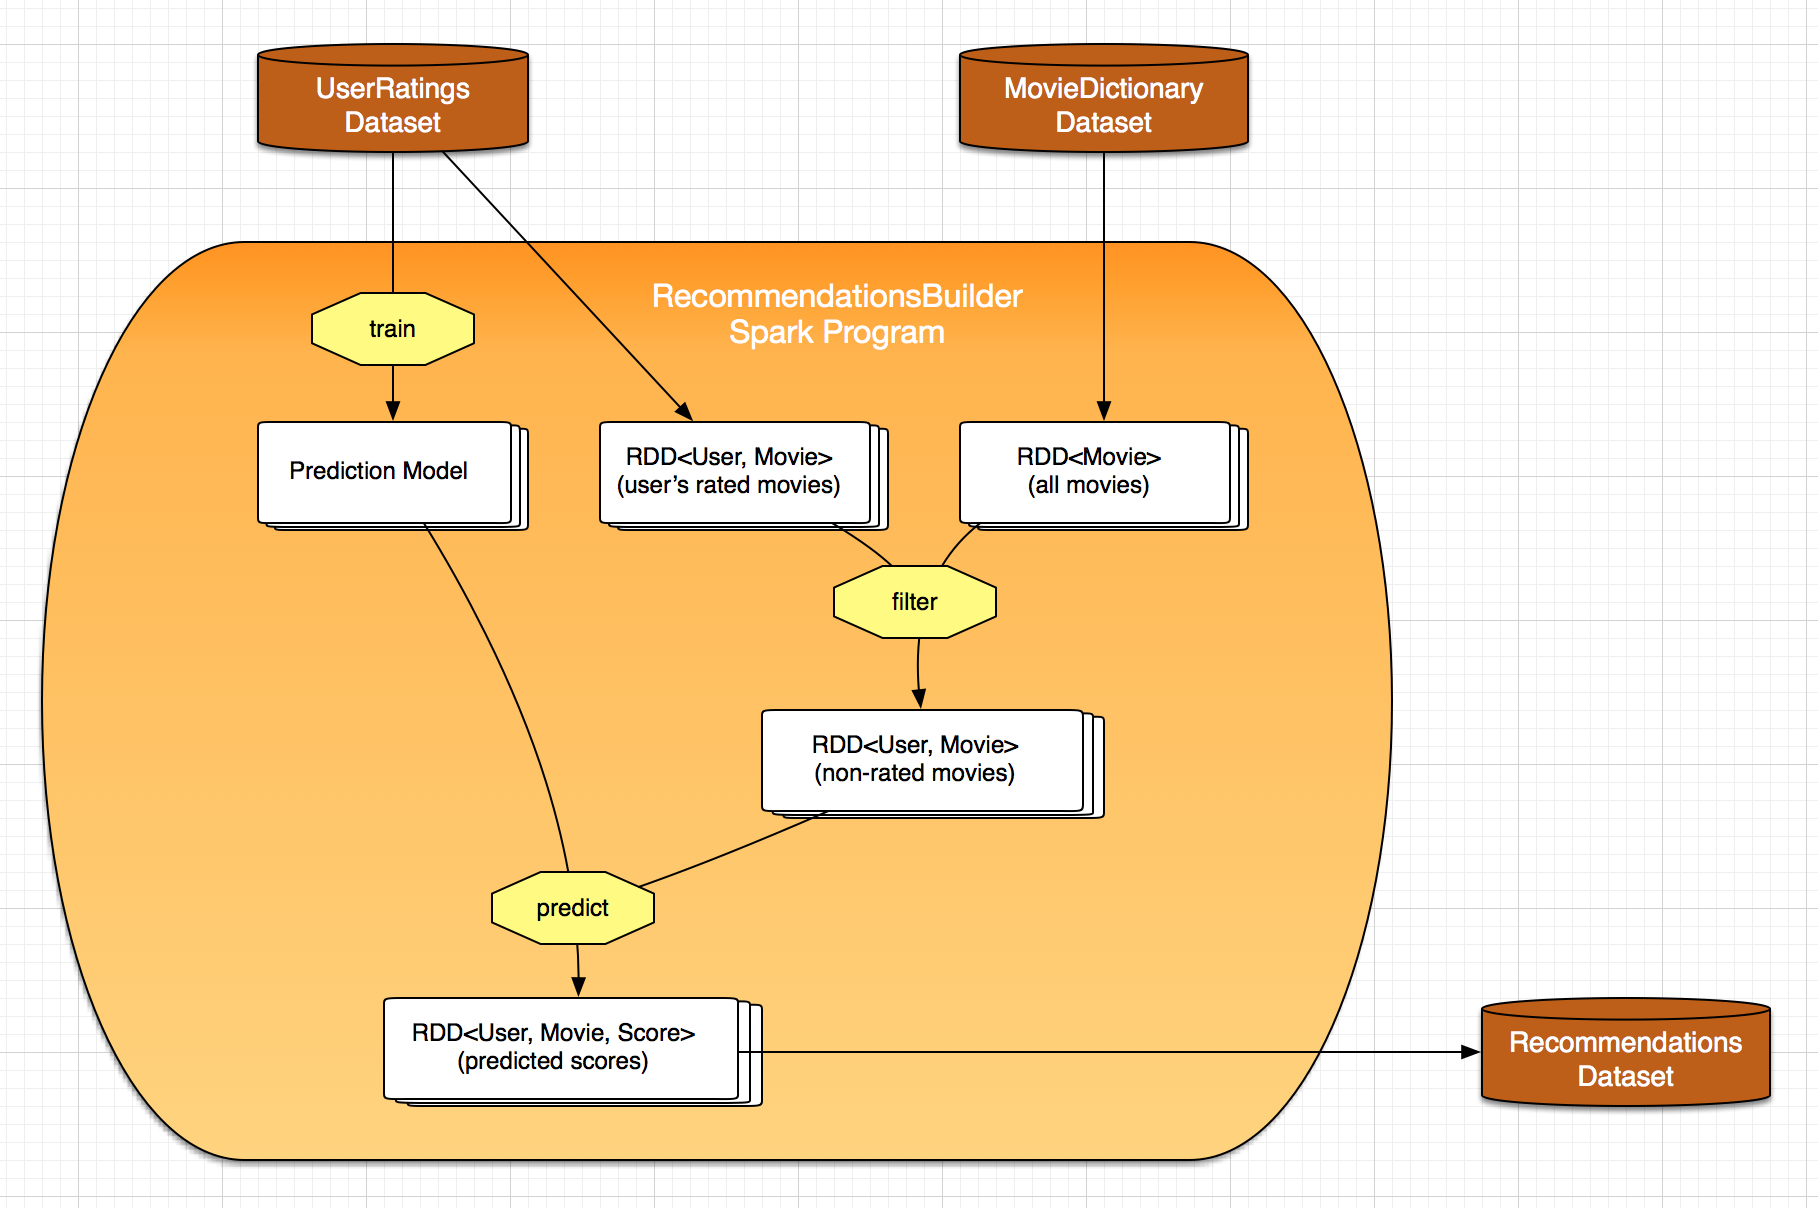 UserRatings
Dataset
MovieDictionary
Dataset
RecommendationsBuilder
Spark Program
train
Prediction Model
RDD<User, Movie>
(user’s rated movies)
RDD<Movie>
(all movies)
filter
RDD<User, Movie>
(non-rated movies)
predict
RDD<User, Movie, Score>
(predicted scores)
Recommendations
Dataset